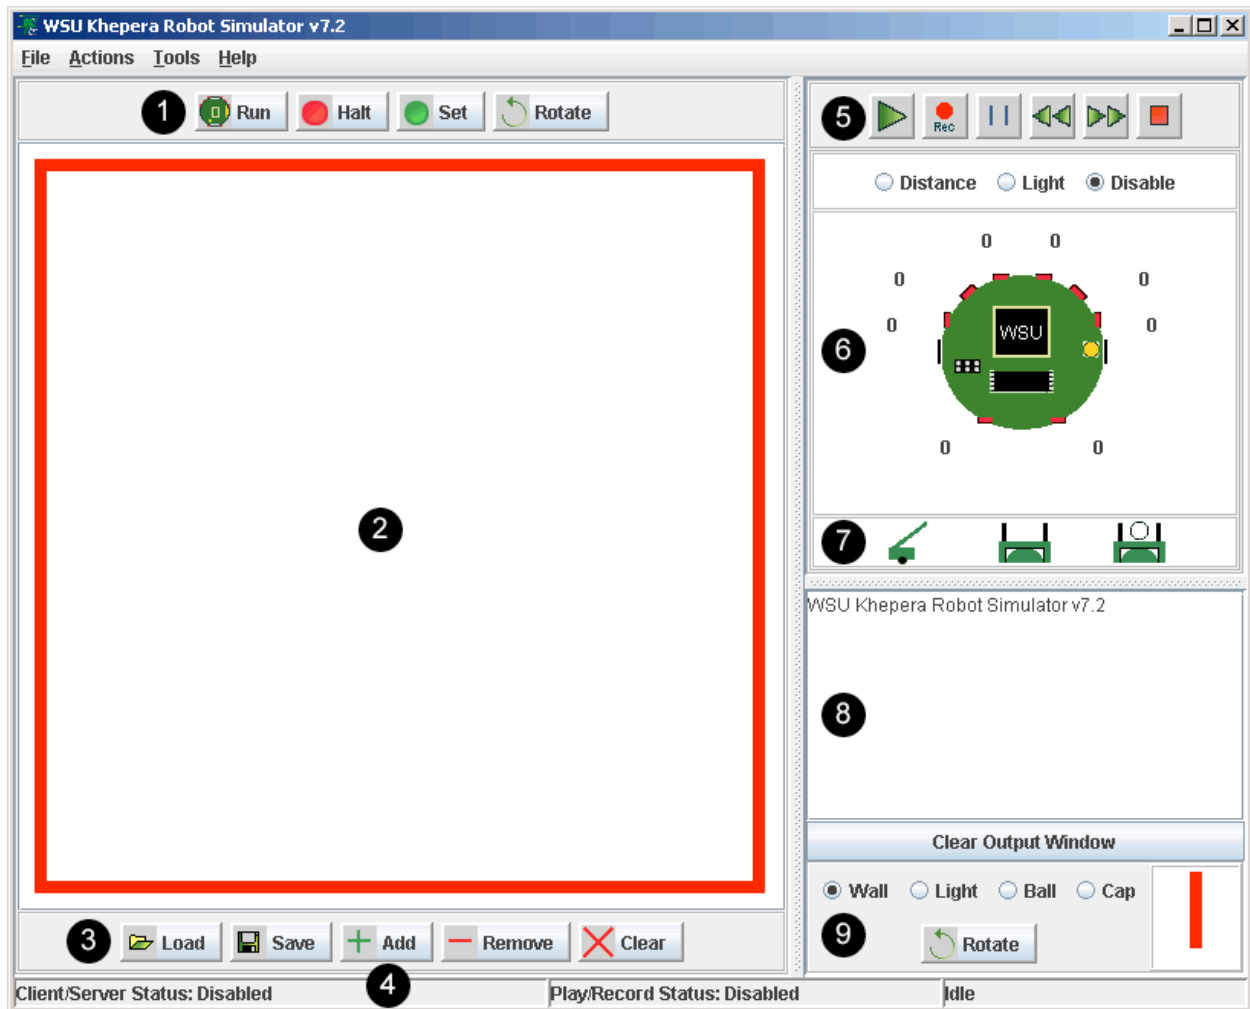 WSU Khepera Robot Simulator v7.2
File Actions Tools Help
1 Run Halt Set Rotate
5 Rec
Distance Light Disable
0 0
0 0
0 0
WSU
6
0 0
2
7
WSU Khepera Robot Simulator v7.2
8
Clear Output Window
Wall Light Ball Cap
9 Rotate
3 Load Save Add Remove Clear
4
Client/Server Status: Disabled Play/Record Status: Disabled Idle